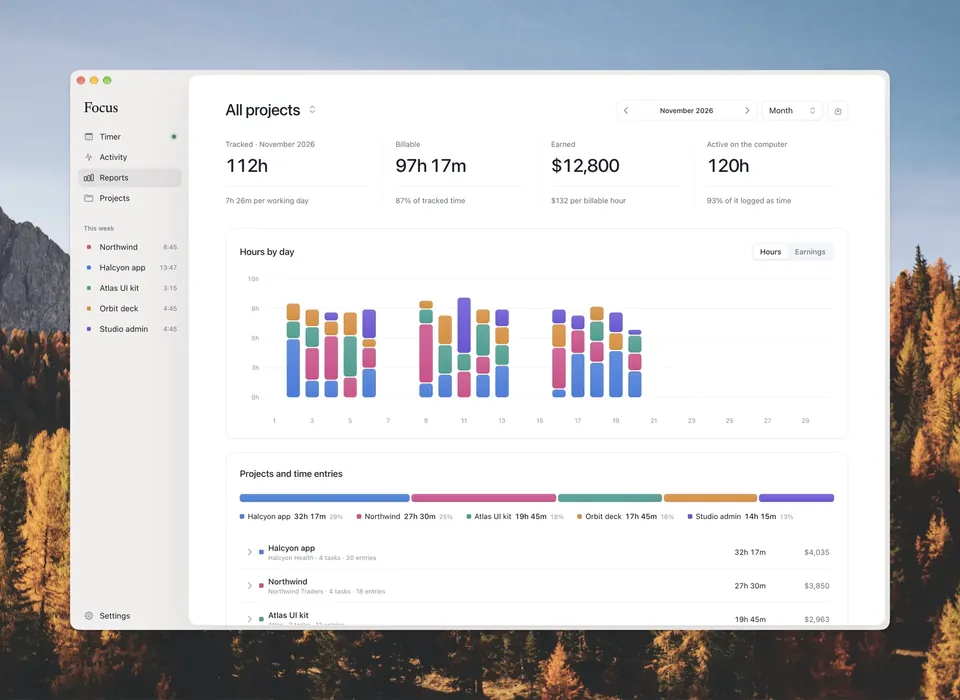 Focus
Timer
Activity
Reports
Projects
This week
Northwind 8:45
Halcyon app 13:47
Atlas UI kit 3:15
Orbit deck 4:45
Studio admin 4:45
Settings
All projects
November 2026
Month
Tracked · November 2026
112h
7h 26m per working day
Billable
97h 17m
87% of tracked time
Earned
$12,800
$132 per billable hour
Active on the computer
120h
93% of it logged as time
Hours by day
Hours Earnings
10h
8h
5h
3h
0h
1 3 5 7 9 11 13 15 17 19 21 23 25 27 29
Projects and time entries
Halcyon app 32h 17m 29% Northwind 27h 30m 25% Atlas UI kit 19h 45m 18% Orbit deck 17h 45m 16% Studio admin 14h 15m 13%
Halcyon app 32h 17m $4,035
Halcyon Health · 4 tasks · 20 entries
Northwind 27h 30m $3,850
Northwind Traders · 4 tasks · 18 entries
Atlas UI kit 19h 45m $2,963